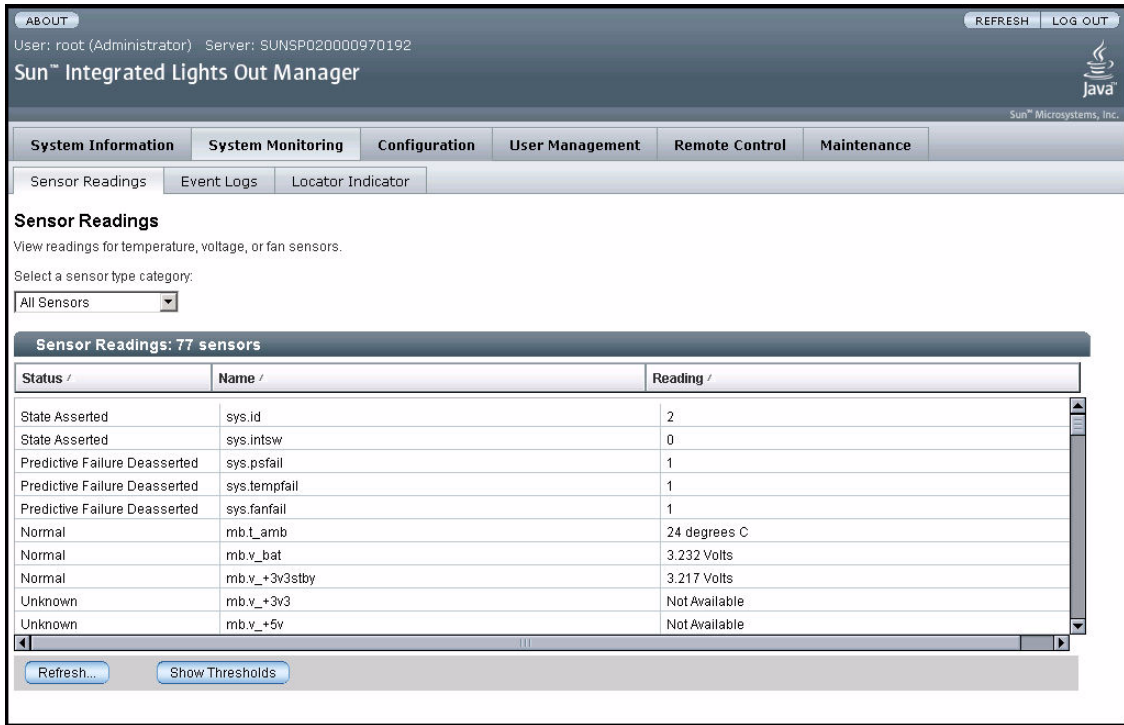 ABOUT REFRESH LOG OUT
User: root (Administrator) Server: SUNSP020000970192
Sun™ Integrated Lights Out Manager
Java™
Sun™ Microsystems, Inc.
System Information System Monitoring Configuration User Management Remote Control Maintenance
Sensor Readings Event Logs Locator Indicator
Sensor Readings
View readings for temperature, voltage, or fan sensors.
Select a sensor type category:
All Sensors
Sensor Readings: 77 sensors
Status Name Reading
State Asserted sys.id 2
State Asserted sys.intsw 0
Predictive Failure Deasserted sys.psfail 1
Predictive Failure Deasserted sys.tempfail 1
Predictive Failure Deasserted sys.fanfail 1
Normal mb.t_amb 24 degrees C
Normal mb.v_bat 3.232 Volts
Normal mb.v_+3v3stby 3.217 Volts
Unknown mb.v_+3v3 Not Available
Unknown mb.v_+5v Not Available
Refresh... Show Thresholds